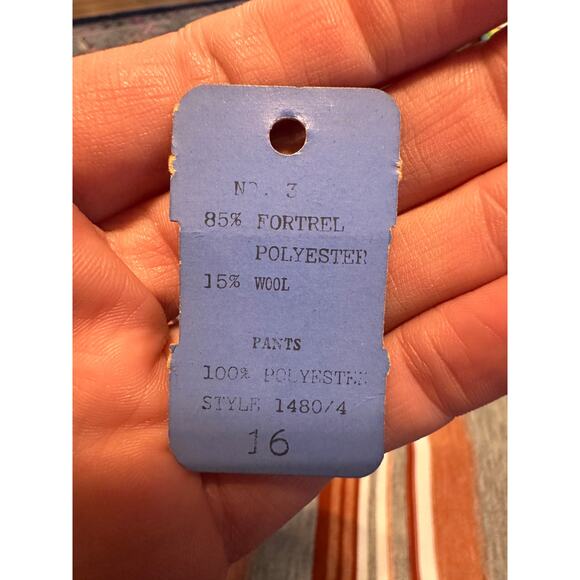 NO. 3
85% FORTREL
POLYESTER
15% WOOL
PANTS
100% POLYESTER
STYLE 1480/4
16